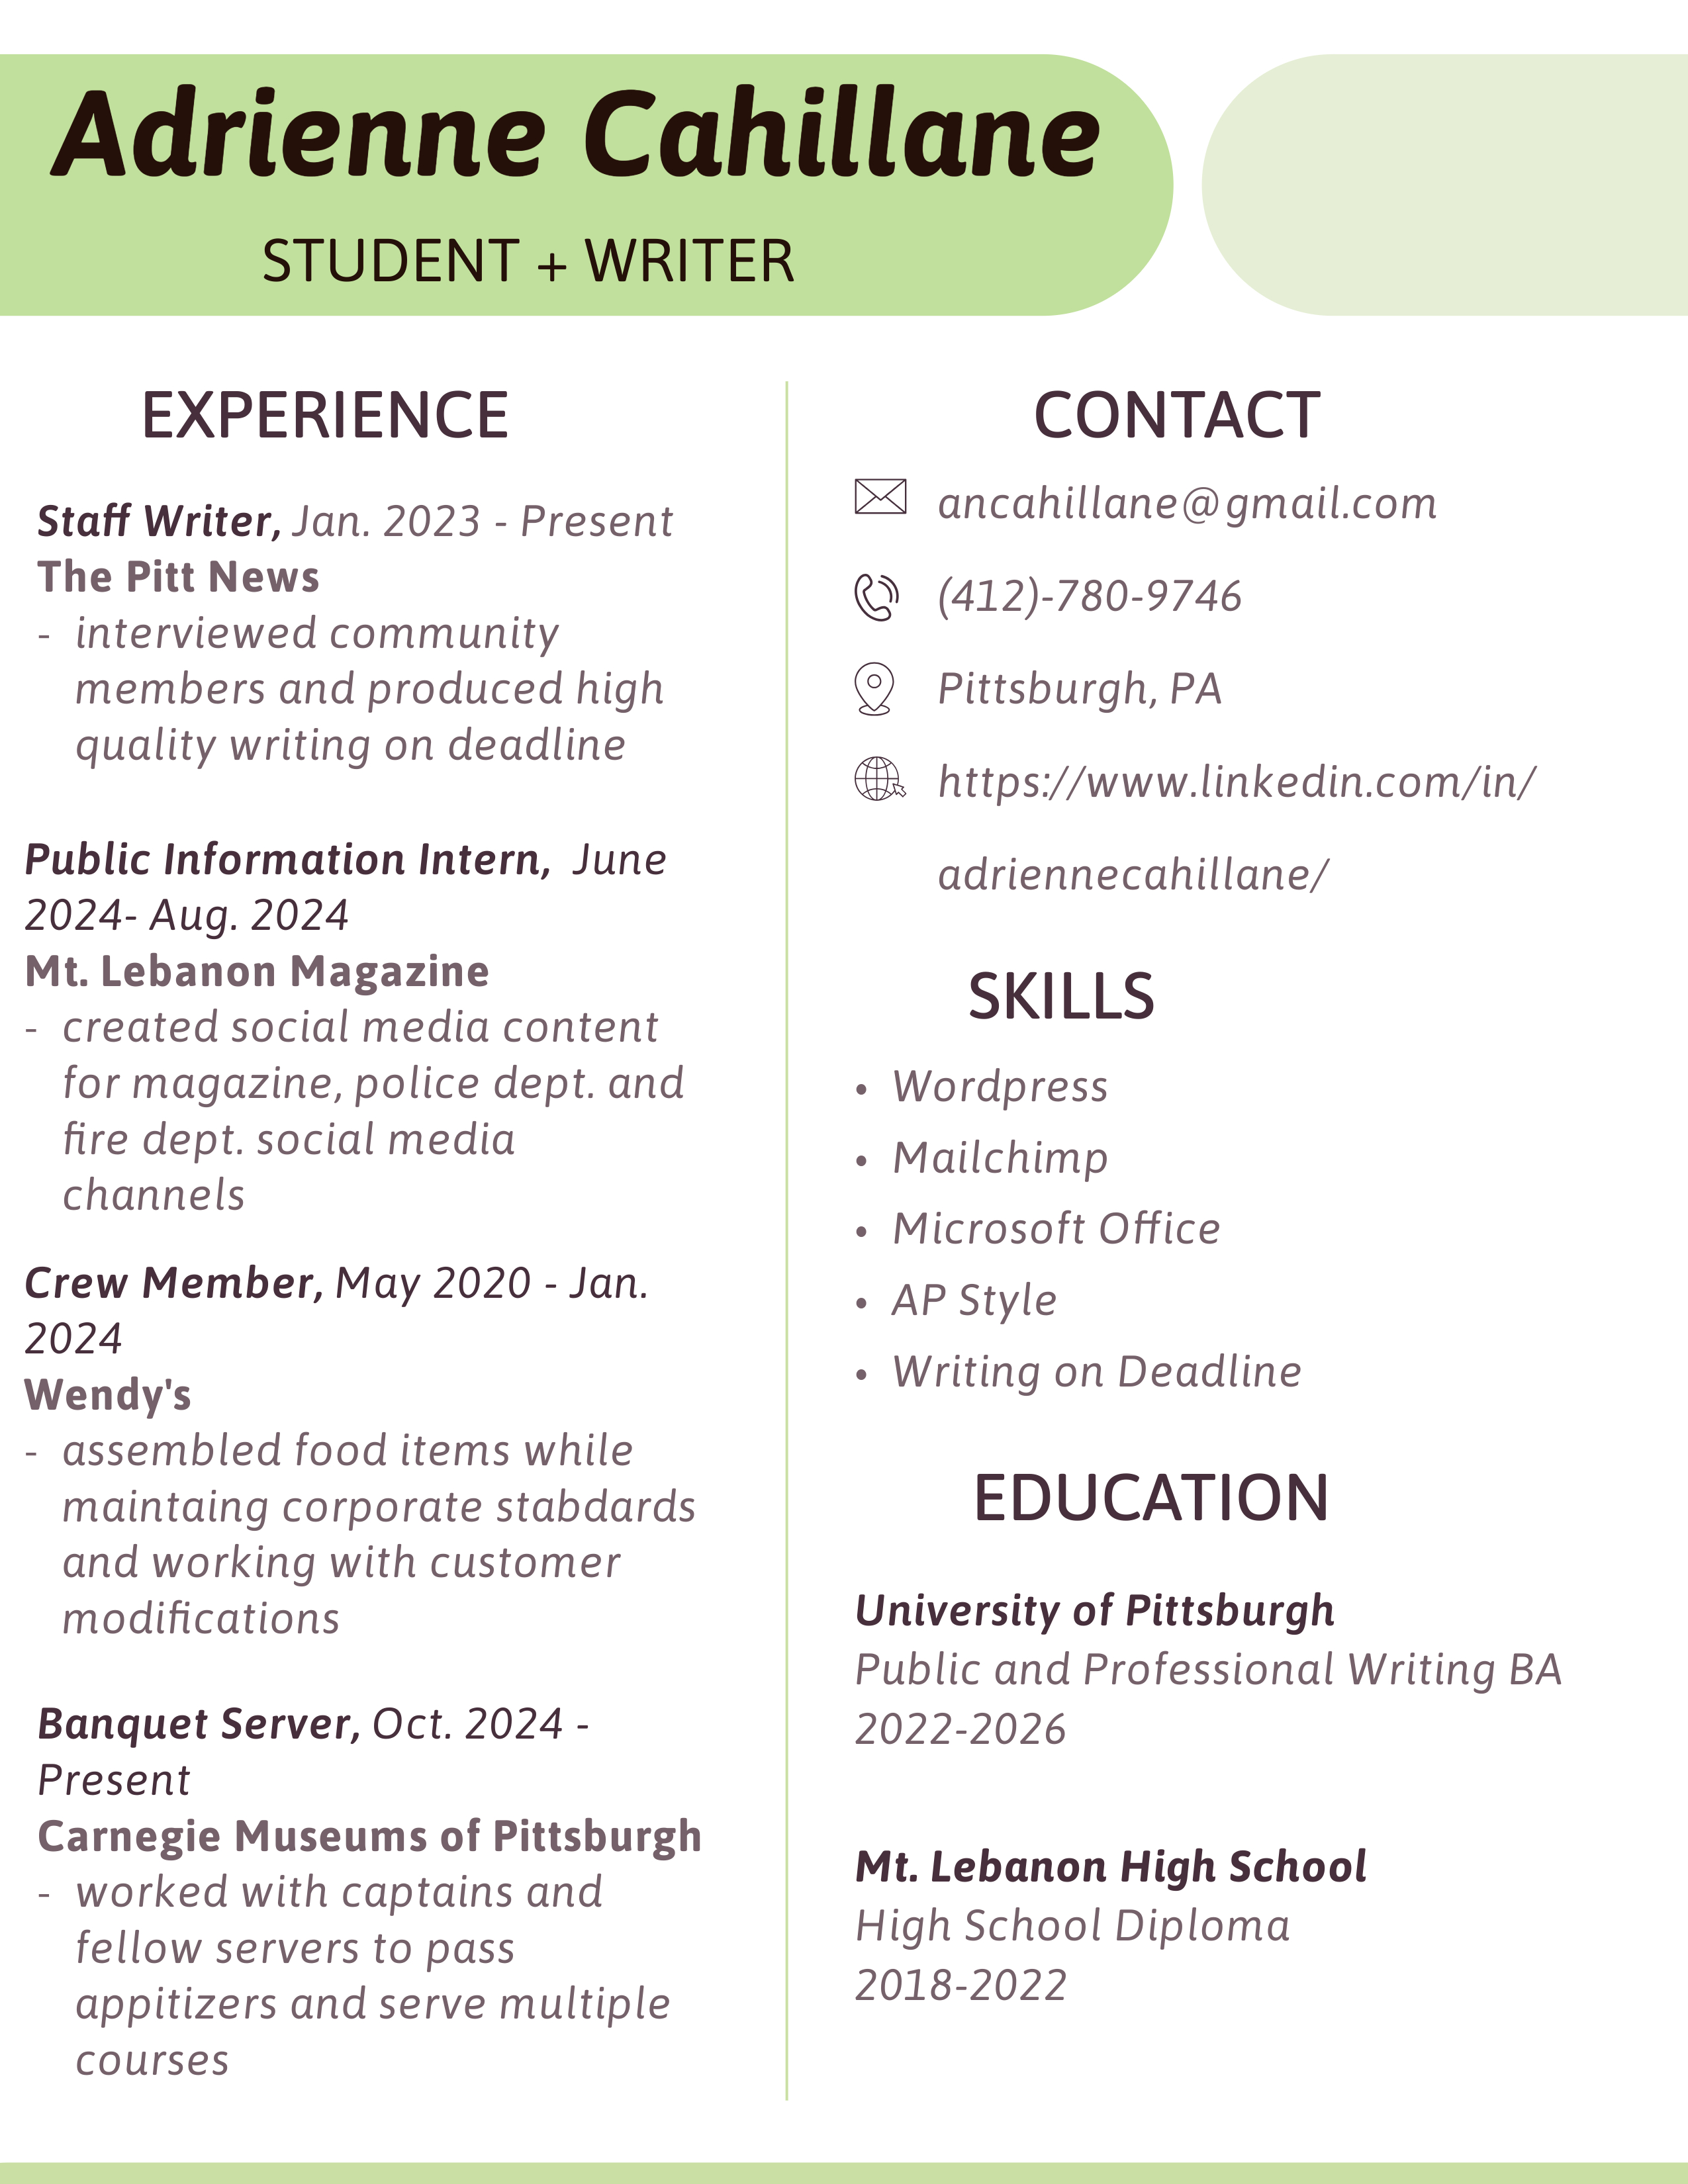 Adrienne Cahillane
STUDENT + WRITER
EXPERIENCE
Staff Writer, Jan. 2023 - Present
The Pitt News
- interviewed community
members and produced high
quality writing on deadline
Public Information Intern, June
2024- Aug. 2024
Mt. Lebanon Magazine
- created social media content
for magazine, police dept. and
fire dept. social media
channels
Crew Member, May 2020 - Jan.
2024
Wendy's
- assembled food items while
maintaing corporate stabdards
and working with customer
modifications
Banquet Server, Oct. 2024 -
Present
Carnegie Museums of Pittsburgh
- worked with captains and
fellow servers to pass
appitizers and serve multiple
courses
CONTACT
ancahillane@gmail.com
(412)-780-9746
Pittsburgh, PA
https://www.linkedin.com/in/
adriennecahillane/
SKILLS
• Wordpress
• Mailchimp
• Microsoft Office
• AP Style
• Writing on Deadline
EDUCATION
University of Pittsburgh
Public and Professional Writing BA
2022-2026
Mt. Lebanon High School
High School Diploma
2018-2022